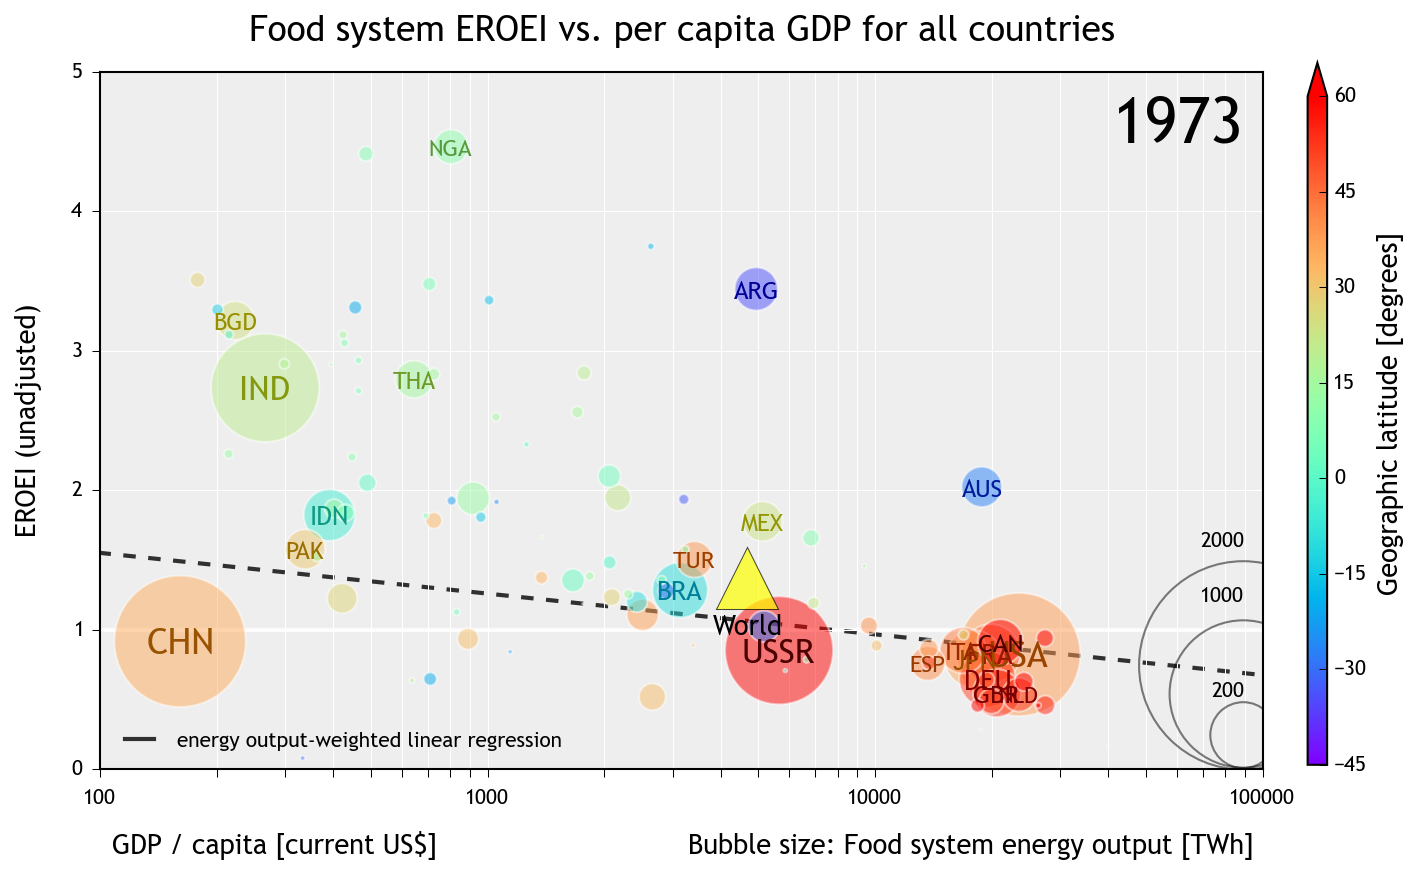 Food system EROEI vs. per capita GDP for all countries
1973
5
4
3
2
1
0
EROEI (unadjusted)
NGA
ARG
BGD
IND
THA
AUS
IDN
MEX
PAK
TUR
BRA
World
CHN
USSR
CAN
ITA
USA
ESP
DEU
GBR
NLD
2000
1000
200
energy output-weighted linear regression
100
1000
10000
100000
GDP / capita [current US$]
Bubble size: Food system energy output [TWh]
60
45
30
15
0
−15
−30
−45
Geographic latitude [degrees]